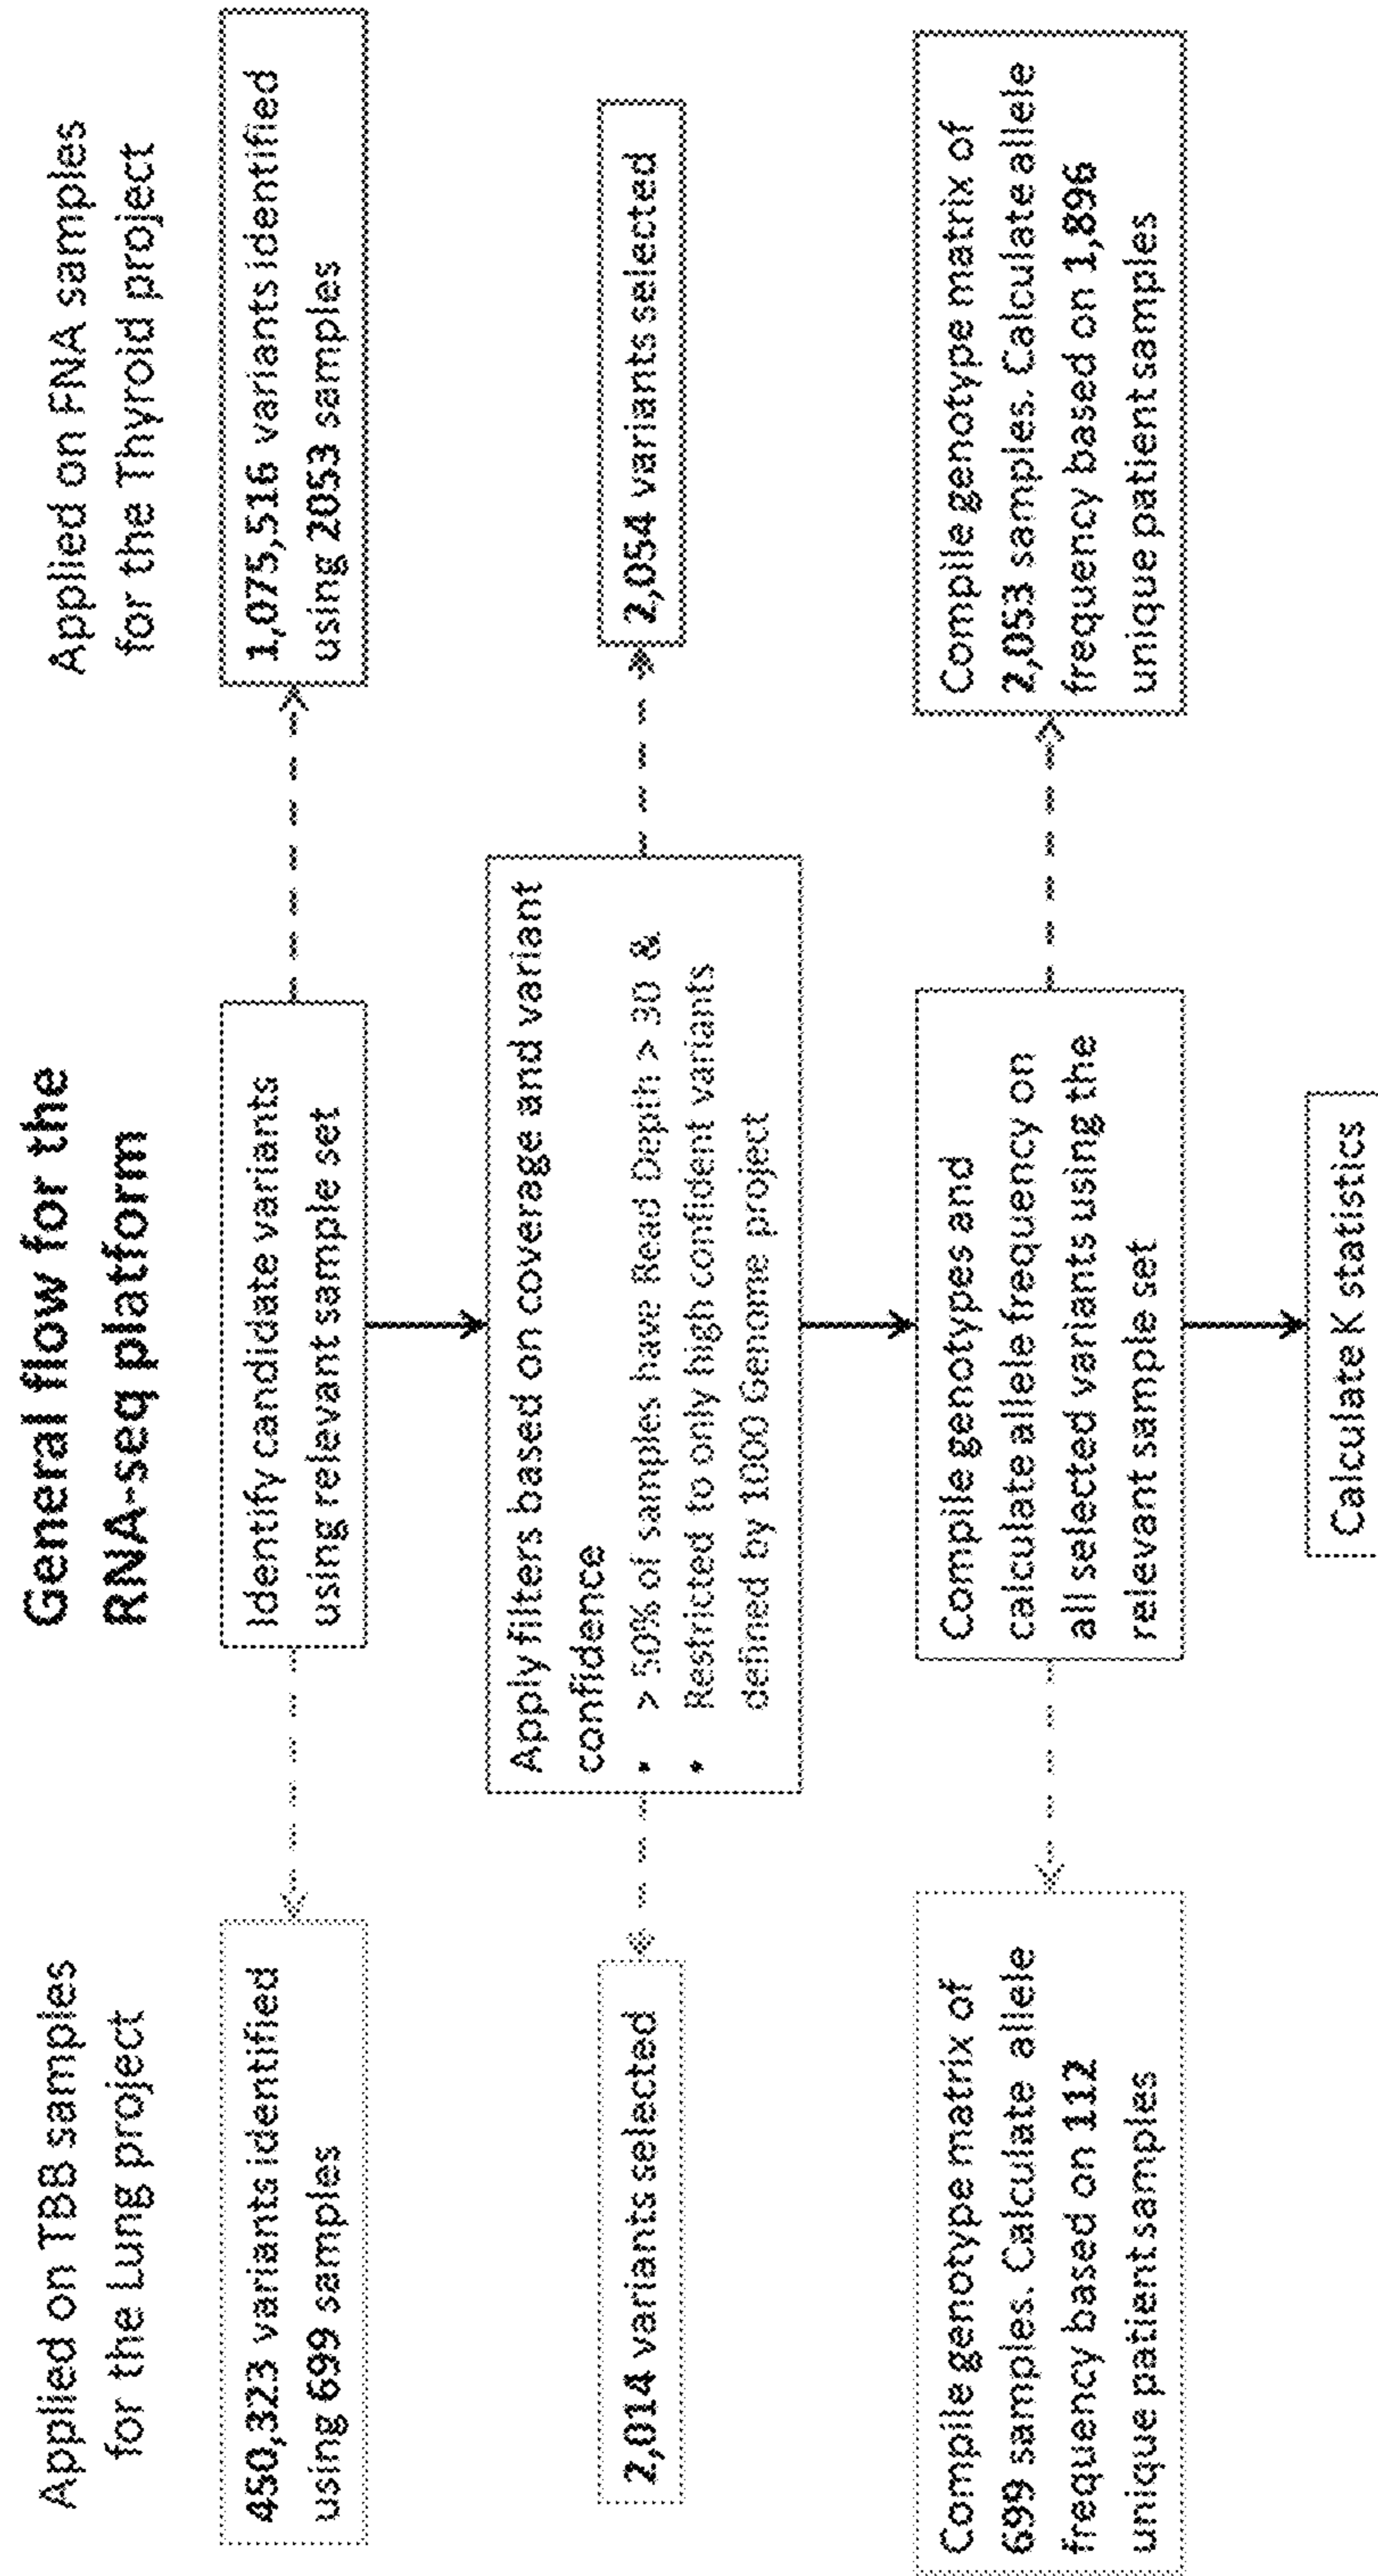 General flow for the
RNA-seq platform
Applied on TBB samples
for the Lung project
Applied on FNA samples
for the Thyroid project
Identify candidate variants
using relevant sample set
450,323 variants identified
using 699 samples
1,075,516 variants identified
using 2053 samples
Apply filters based on coverage and variant
confidence
• > 50% of samples have Read Depth > 30 &
• Restricted to only high confident variants
defined by 1000 Genome project
2,014 variants selected
2,054 variants selected
Compile genotypes and
calculate allele frequency on
all selected variants using the
relevant sample set
Compile genotype matrix of
699 samples. Calculate allele
frequency based on 112
unique patient samples
Compile genotype matrix of
2,053 samples. Calculate allele
frequency based on 1,896
unique patient samples
Calculate K statistics